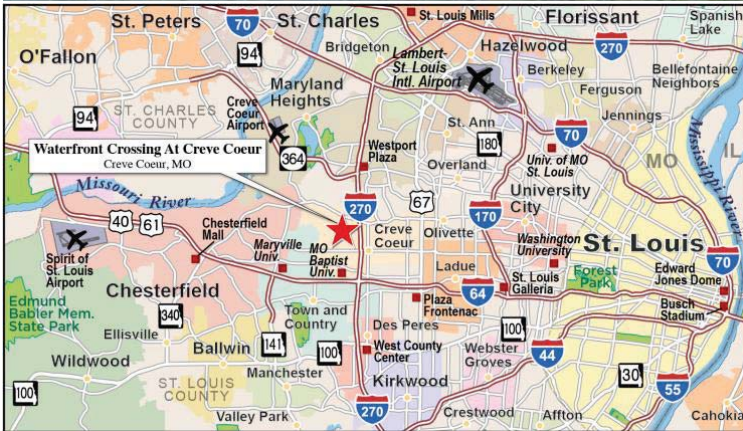 St. Peters
70
St. Charles
St. Louis Mills
Florissant
Spanish
Lake
O'Fallon
94
Bridgeton
Lambert-
St. Louis
Intl. Airport
Hazelwood
270
Berkeley
Bellefontaine
Neighbors
Maryland
Heights
Ferguson
94
ST. CHARLES
COUNTY
Creve
Coeur
Airport
St. Ann
Jennings
70
Mississippi River
MO
IL
Waterfront Crossing At Creve Coeur
Creve Coeur, MO
364
Westport
Plaza
180
Overland
Univ. of MO
St. Louis
Missouri River
270
67
University
City
170
40
61
Chesterfield
Mall
Maryville
Univ.
MO
Baptist
Univ.
Creve
Coeur
Olivette
Washington
University
St. Louis
70
Spirit of
St. Louis
Airport
Ladue
64
St. Louis
Galleria
Forest
Park
Edward
Jones Dome
Busch
Stadium
Edmund
Babler Mem.
State Park
Chesterfield
340
Town and
Country
Plaza
Frontenac
Des Peres
100
Ellisville
141
100
West County
Center
Webster
Groves
44
Wildwood
Ballwin
Manchester
30
55
100
ST. LOUIS
COUNTY
Kirkwood
270
Valley Park
Crestwood
Affton
Cahokia